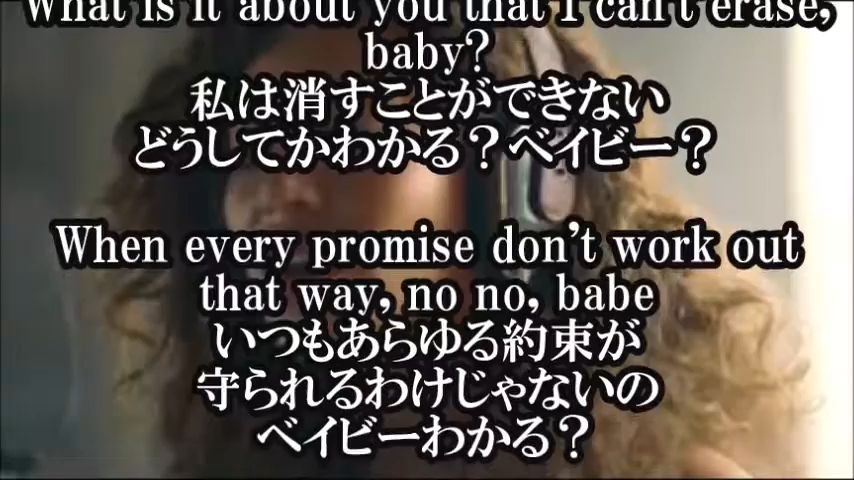 What is it about you that I can't erase,
baby?
私は消すことができない
どうしてかわかる？ベイビー？
When every promise don't work out
that way, no no, babe
いつもあらゆる約束が
守られるわけじゃないの
ベイビーわかる？